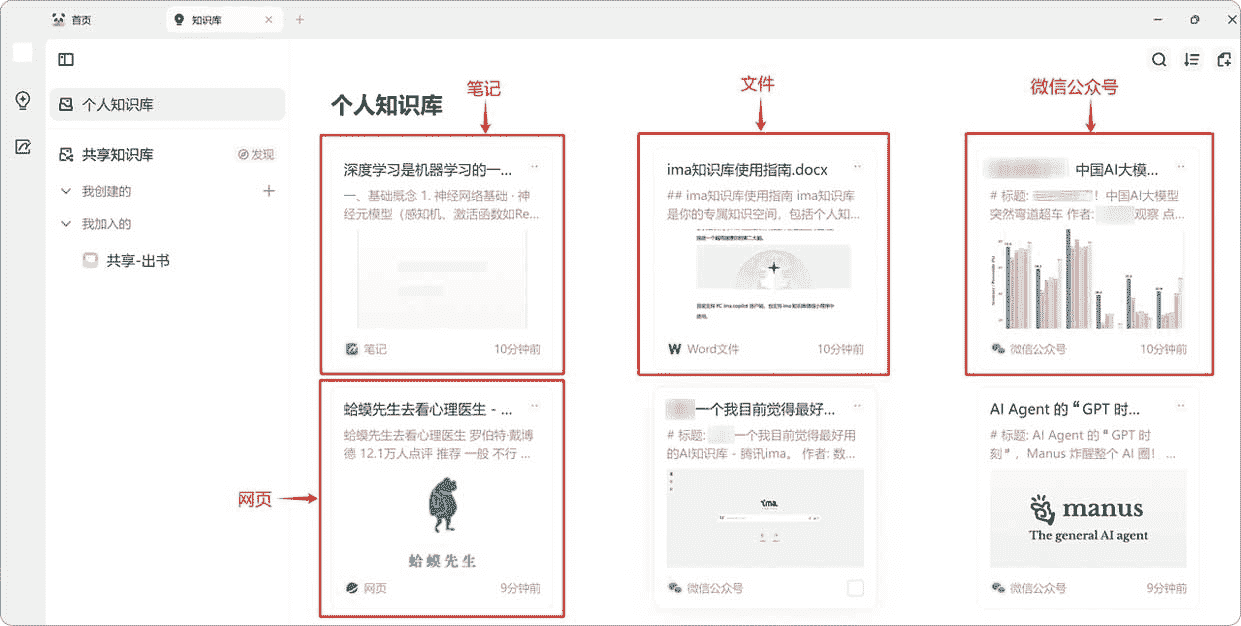 首页
知识库
个人知识库
共享知识库
发现
我创建的
我加入的
共享-出书
个人知识库
笔记
文件
微信公众号
网页
深度学习是机器学习的一...
一、基础概念 1. 神经网络基础 · 神
经元模型（感知机、激活函数如Re...
笔记
10分钟前
ima知识库使用指南.docx
## ima知识库使用指南 ima知识库
是你的专属知识空间，包括个人知...
Word文件
10分钟前
中国AI大模...
# 标题: ！中国AI大模型
突然弯道超车 作者: 观察 点...
微信公众号
10分钟前
蛤蟆先生去看心理医生 - ...
蛤蟆先生去看心理医生 罗伯特·戴博
德 12.1万人点评 推荐 一般 不行 ...
蛤蟆先生
网页
9分钟前
一个我目前觉得最好...
# 标题: 一个我目前觉得最好用
的AI知识库 - 腾讯ima。 作者: 数...
ima.
微信公众号
AI Agent 的“GPT 时...
# 标题: AI Agent 的“GPT 时
刻”，Manus 炸醒整个 AI 圈！ ...
manus
The general AI agent
微信公众号
9分钟前